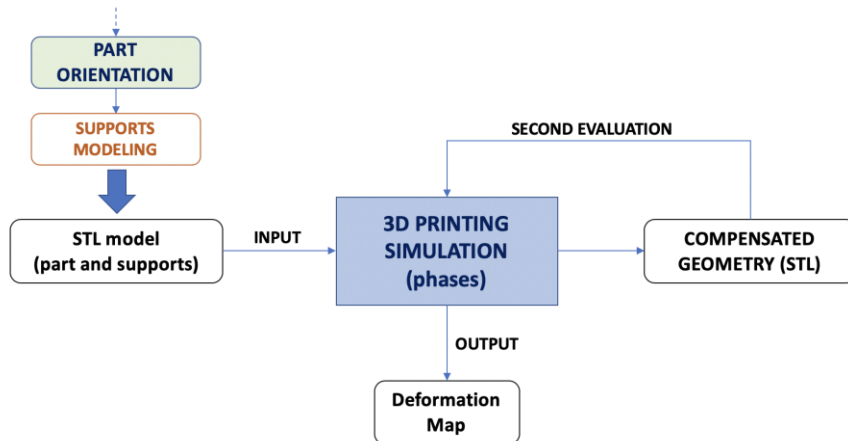 PART
ORIENTATION
SUPPORTS
MODELING
SECOND EVALUATION
STL model
(part and supports)
INPUT
3D PRINTING
SIMULATION
(phases)
COMPENSATED
GEOMETRY (STL)
OUTPUT
Deformation
Map